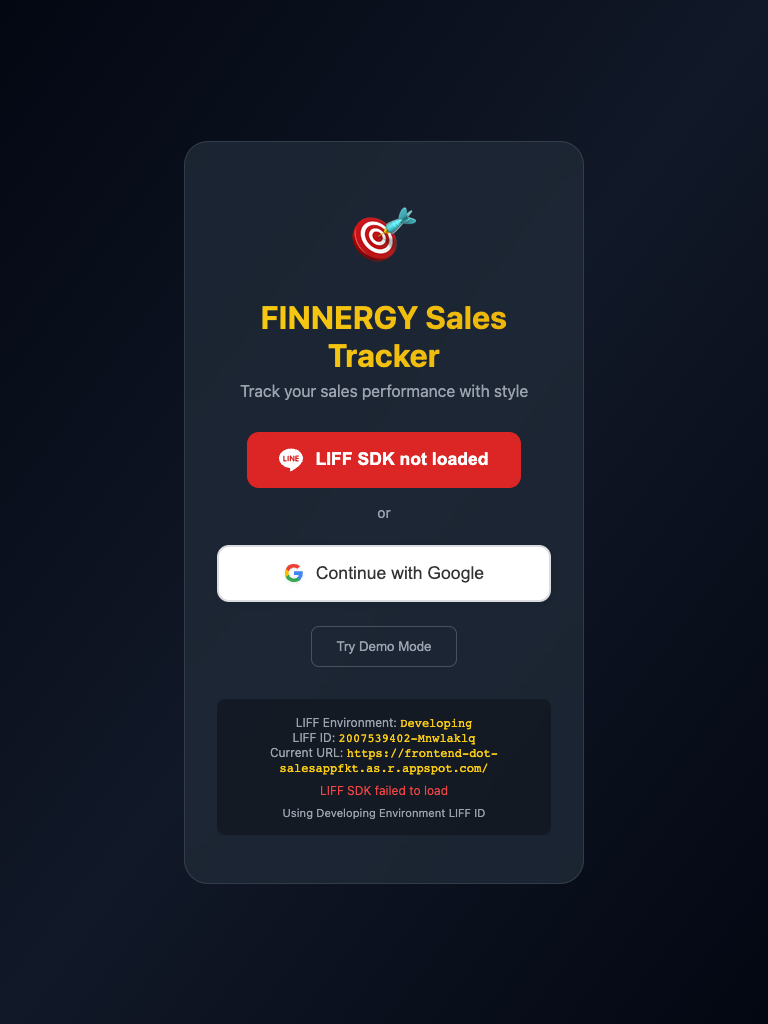 FINNERGY Sales
Tracker
Track your sales performance with style
LINE
LIFF SDK not loaded
or
Continue with Google
Try Demo Mode
LIFF Environment: Developing
LIFF ID: 2007539402-Mnwlaklq
Current URL: https://frontend-dot-
salesappfkt.as.r.appspot.com/
LIFF SDK failed to load
Using Developing Environment LIFF ID